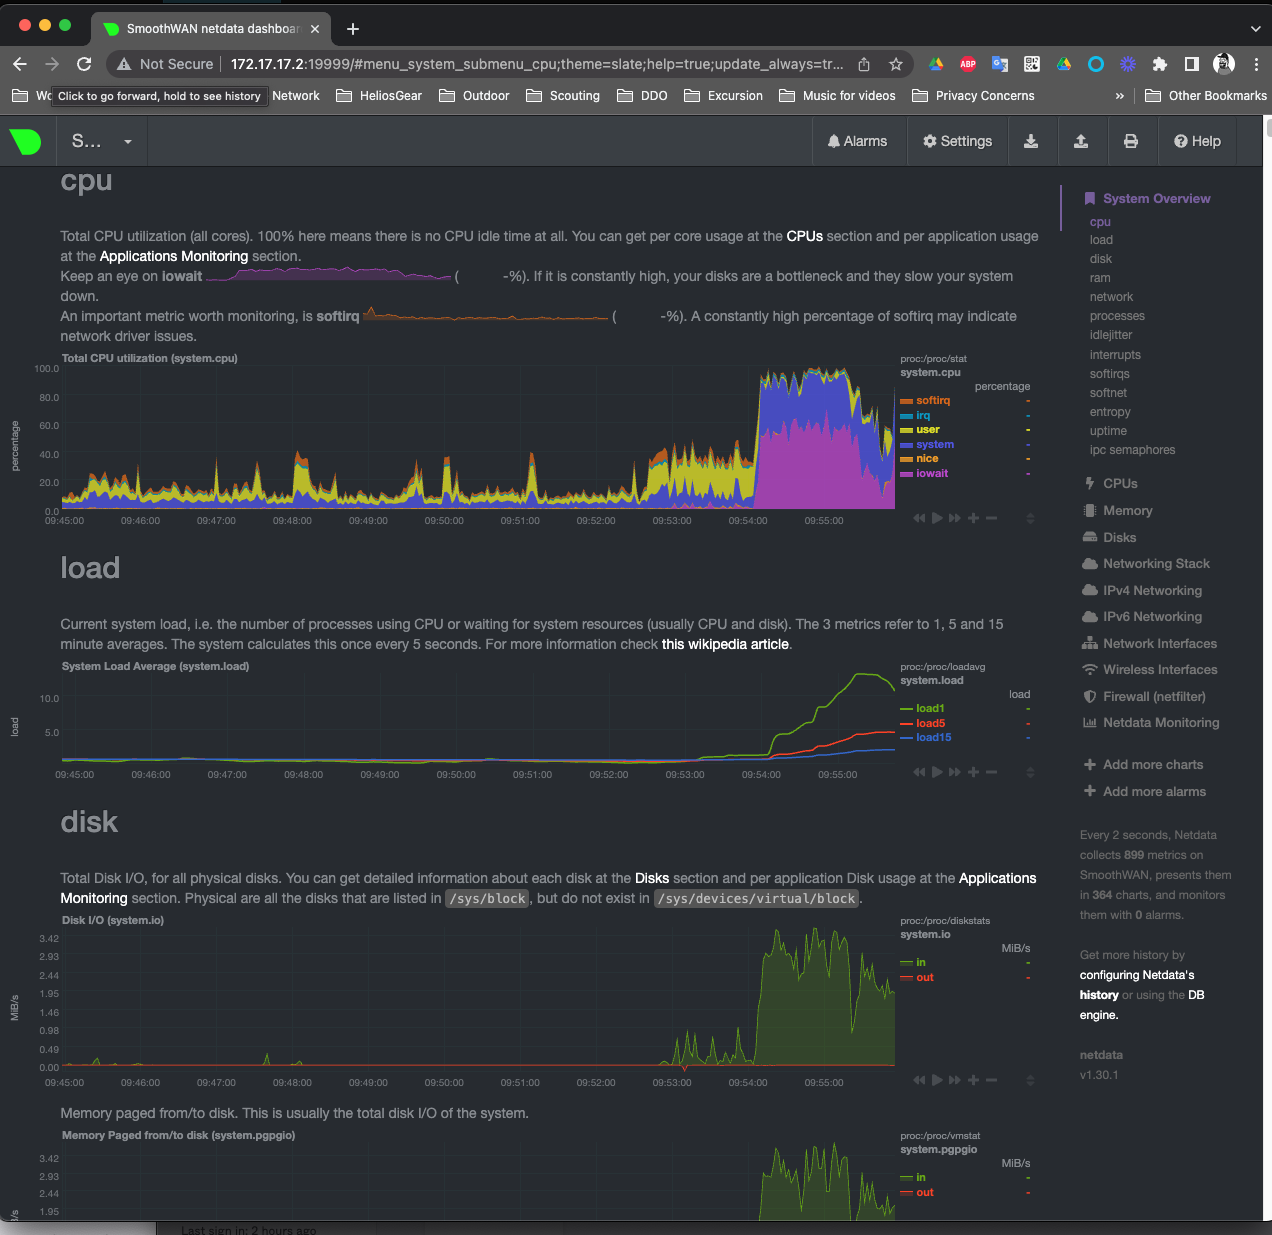 SmoothWAN netdata dashboar
Not Secure
172.17.17.2:19999/#menu_system_submenu_cpu;theme=slate;help=true;update_always=tr...
ABP
Click to go forward, hold to see history
Network
HeliosGear
Outdoor
Scouting
DDO
Excursion
Music for videos
Privacy Concerns
»
Other Bookmarks
S...
Alarms
Settings
Help
cpu
Total CPU utilization (all cores). 100% here means there is no CPU idle time at all. You can get per core usage at the CPUs section and per application usage
at the Applications Monitoring section.
Keep an eye on iowait ( -%). If it is constantly high, your disks are a bottleneck and they slow your system
down.
An important metric worth monitoring, is softirq ( -%). A constantly high percentage of softirq may indicate
network driver issues.
Total CPU utilization (system.cpu)
proc:/proc/stat
system.cpu
percentage
softirq -
irq -
user -
system -
nice -
iowait -
percentage
100.0
80.0
60.0
40.0
20.0
0.0
09:45:00 09:46:00 09:47:00 09:48:00 09:49:00 09:50:00 09:51:00 09:52:00 09:53:00 09:54:00 09:55:00
load
Current system load, i.e. the number of processes using CPU or waiting for system resources (usually CPU and disk). The 3 metrics refer to 1, 5 and 15
minute averages. The system calculates this once every 5 seconds. For more information check this wikipedia article.
System Load Average (system.load)
proc:/proc/loadavg
system.load
load
load1 -
load5 -
load15 -
load
10.0
5.0
09:45:00 09:46:00 09:47:00 09:48:00 09:49:00 09:50:00 09:51:00 09:52:00 09:53:00 09:54:00 09:55:00
disk
Total Disk I/O, for all physical disks. You can get detailed information about each disk at the Disks section and per application Disk usage at the Applications
Monitoring section. Physical are all the disks that are listed in /sys/block, but do not exist in /sys/devices/virtual/block.
Disk I/O (system.io)
proc:/proc/diskstats
system.io
MiB/s
in -
out -
MiB/s
3.42
2.93
2.44
1.95
1.46
0.98
0.49
0.00
09:45:00 09:46:00 09:47:00 09:48:00 09:49:00 09:50:00 09:51:00 09:52:00 09:53:00 09:54:00 09:55:00
Memory paged from/to disk. This is usually the total disk I/O of the system.
Memory Paged from/to disk (system.pgpgio)
proc:/proc/vmstat
system.pgpgio
MiB/s
in -
out -
3.42
2.93
2.44
1.95
System Overview
cpu
load
disk
ram
network
processes
idlejitter
interrupts
softirqs
softnet
entropy
uptime
ipc semaphores
CPUs
Memory
Disks
Networking Stack
IPv4 Networking
IPv6 Networking
Network Interfaces
Wireless Interfaces
Firewall (netfilter)
Netdata Monitoring
Add more charts
Add more alarms
Every 2 seconds, Netdata
collects 899 metrics on
SmoothWAN, presents them
in 364 charts, and monitors
them with 0 alarms.
Get more history by
configuring Netdata's
history or using the DB
engine.
netdata
v1.30.1
Last sign in: 2 hours ago